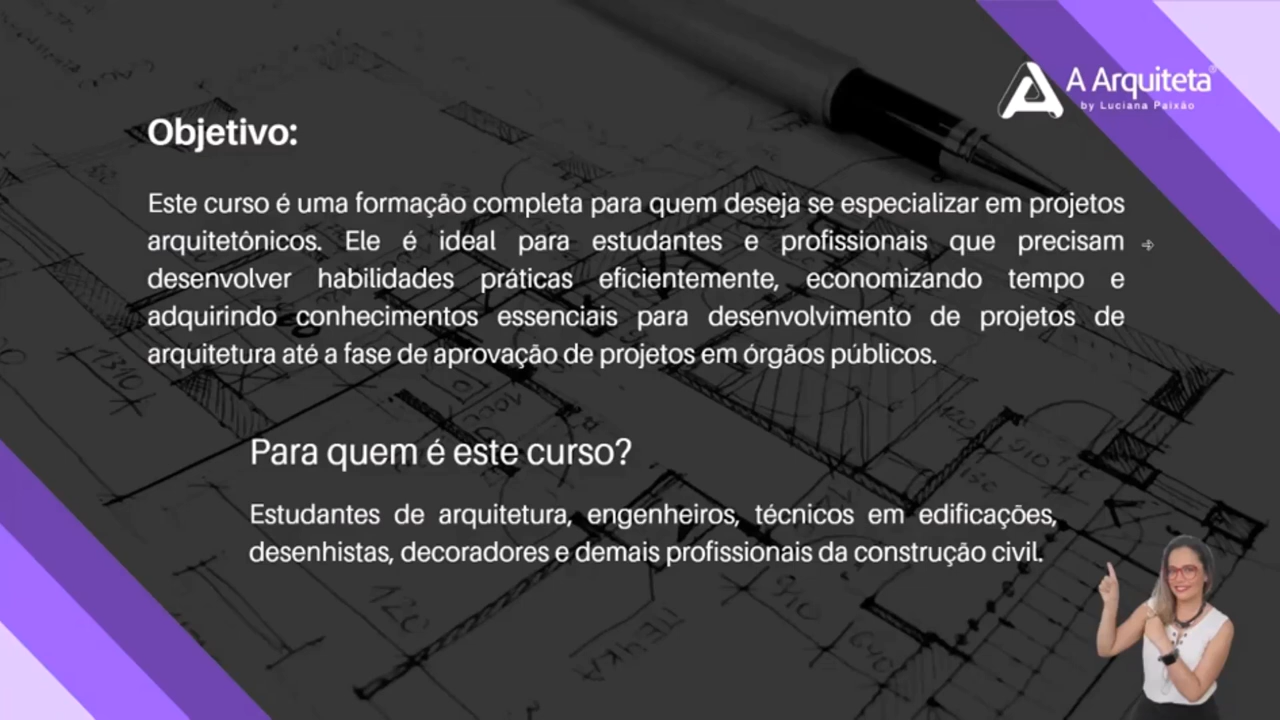 A Arquiteta®
by Luciana Paixão
Objetivo:
Este curso é uma formação completa para quem deseja se especializar em projetos
arquitetônicos. Ele é ideal para estudantes e profissionais que precisam
desenvolver habilidades práticas eficientemente, economizando tempo e
adquirindo conhecimentos essenciais para desenvolvimento de projetos de
arquitetura até a fase de aprovação de projetos em órgãos públicos.
Para quem é este curso?
Estudantes de arquitetura, engenheiros, técnicos em edificações,
desenhistas, decoradores e demais profissionais da construção civil.
1310
120